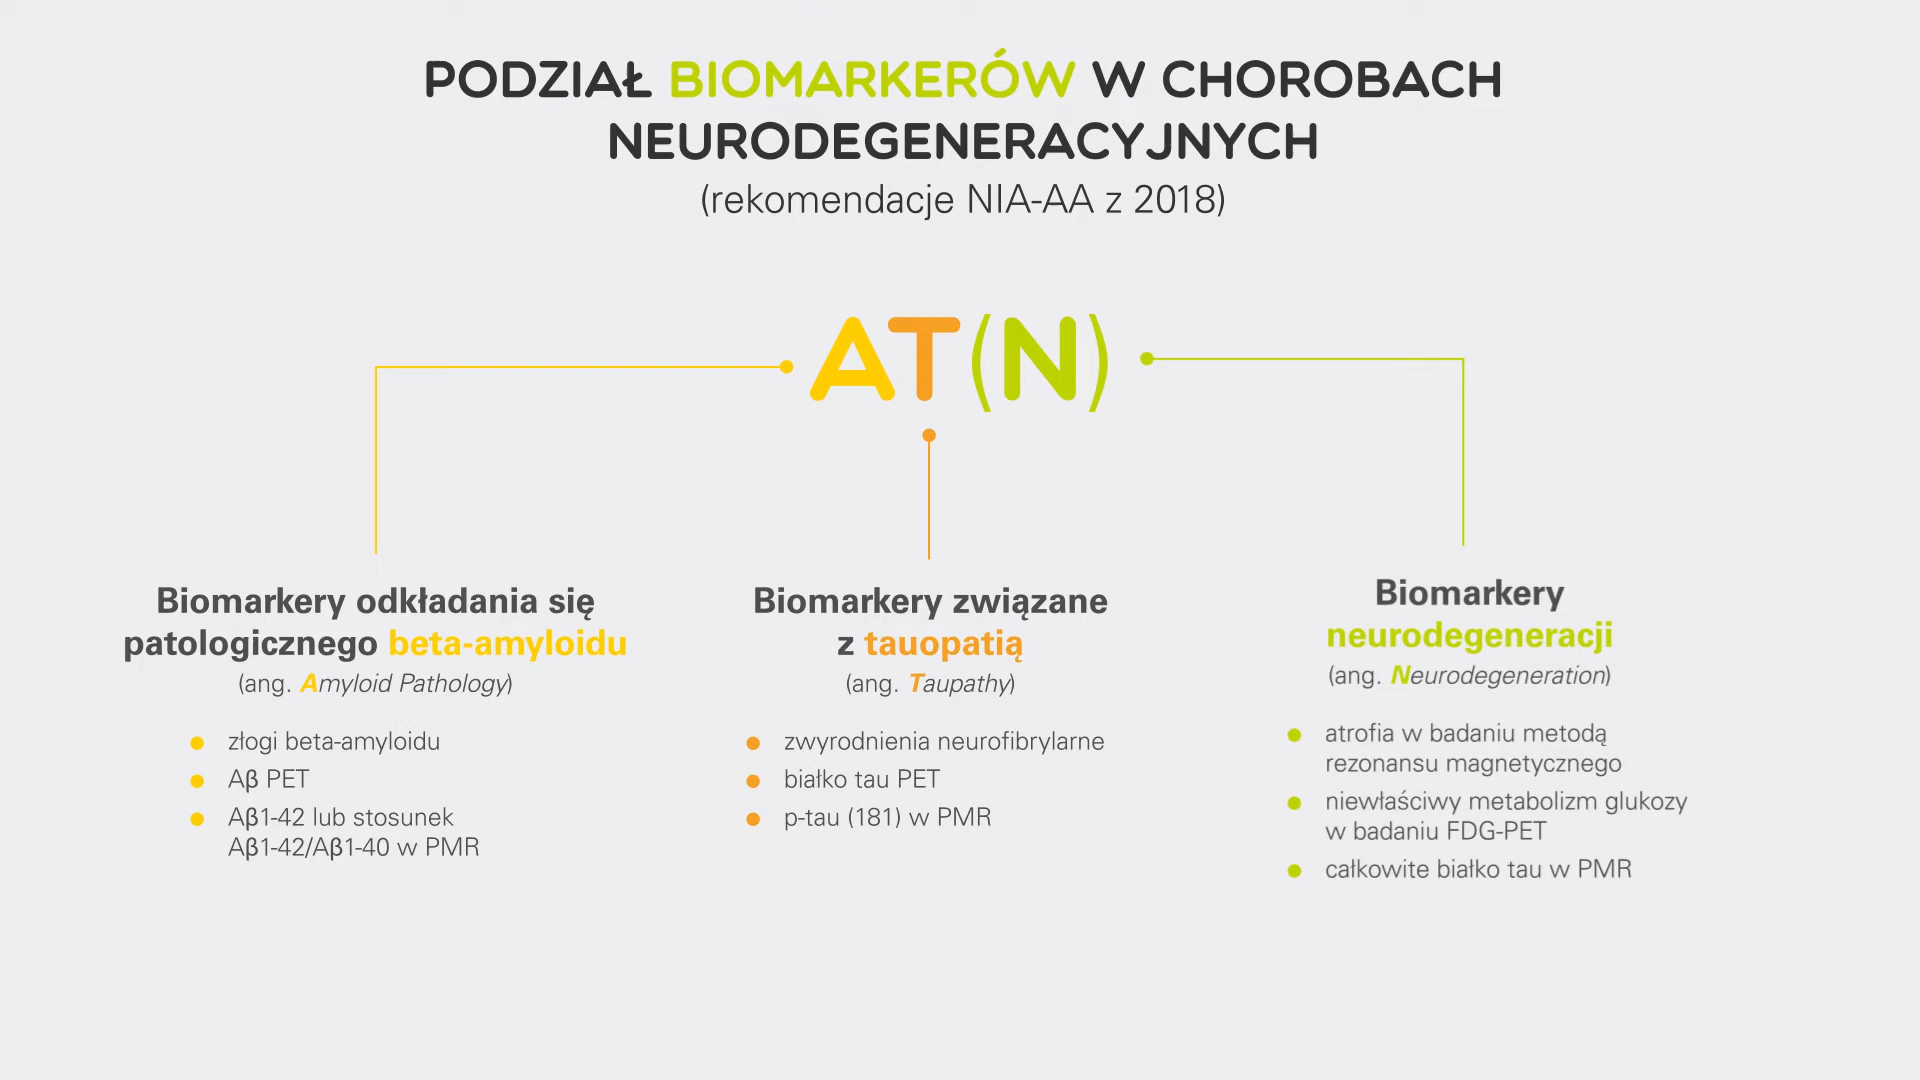 PODZIAŁ BIOMARKERÓW W CHOROBACH
NEURODEGENERACYJNYCH
(rekomendacje NIA-AA z 2018)
AT(N)
Biomarkery odkładania się
patologicznego beta-amyloidu
(ang. Amyloid Pathology)
złogi beta-amyloidu
Aβ PET
Aβ1-42 lub stosunek
Aβ1-42/Aβ1-40 w PMR
Biomarkery związane
z tauopatią
(ang. Taupathy)
zwyrodnienia neurofibrylarne
białko tau PET
p-tau (181) w PMR
Biomarkery
neurodegeneracji
(ang. Neurodegeneration)
atrofia w badaniu metodą
rezonansu magnetycznego
niewłaściwy metabolizm glukozy
w badaniu FDG-PET
całkowite białko tau w PMR